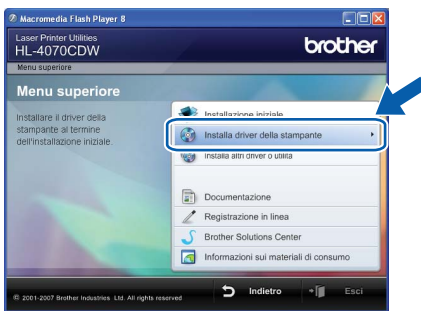 Macromedia Flash Player 8
Laser Printer Utilities
HL-4070CDW
brother
Menu superiore
Menu superiore
Installare il driver della
stampante al termine
dell'installazione iniziale.
Installazione iniziale
Installa driver della stampante
Installa altri driver o utilità
Documentazione
Registrazione in linea
Brother Solutions Center
Informazioni sui materiali di consumo
© 2001-2007 Brother Industries Ltd. All rights reserved
Indietro
Esci